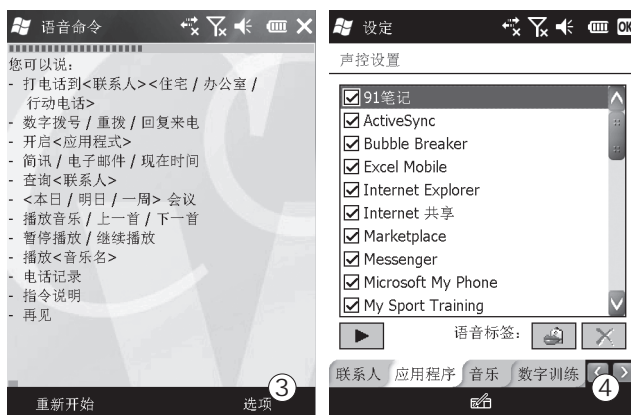 语音命令
您可以说：
- 打电话到<联系人><住宅 / 办公室 /
行动电话>
- 数字拨号 / 重拨 / 回复来电
- 开启<应用程式>
- 简讯 / 电子邮件 / 现在时间
- 查询<联系人>
- <本日 / 明日 / 一周> 会议
- 播放音乐 / 上一首 / 下一首
- 暂停播放 / 继续播放
- 播放<音乐名>
- 电话记录
- 指令说明
- 再见
重新开始 选项
③
设定 OK
声控设置
91笔记
ActiveSync
Bubble Breaker
Excel Mobile
Internet Explorer
Internet 共享
Marketplace
Messenger
Microsoft My Phone
My Sport Training
语音标签：
联系人 应用程序 音乐 数字训练
④